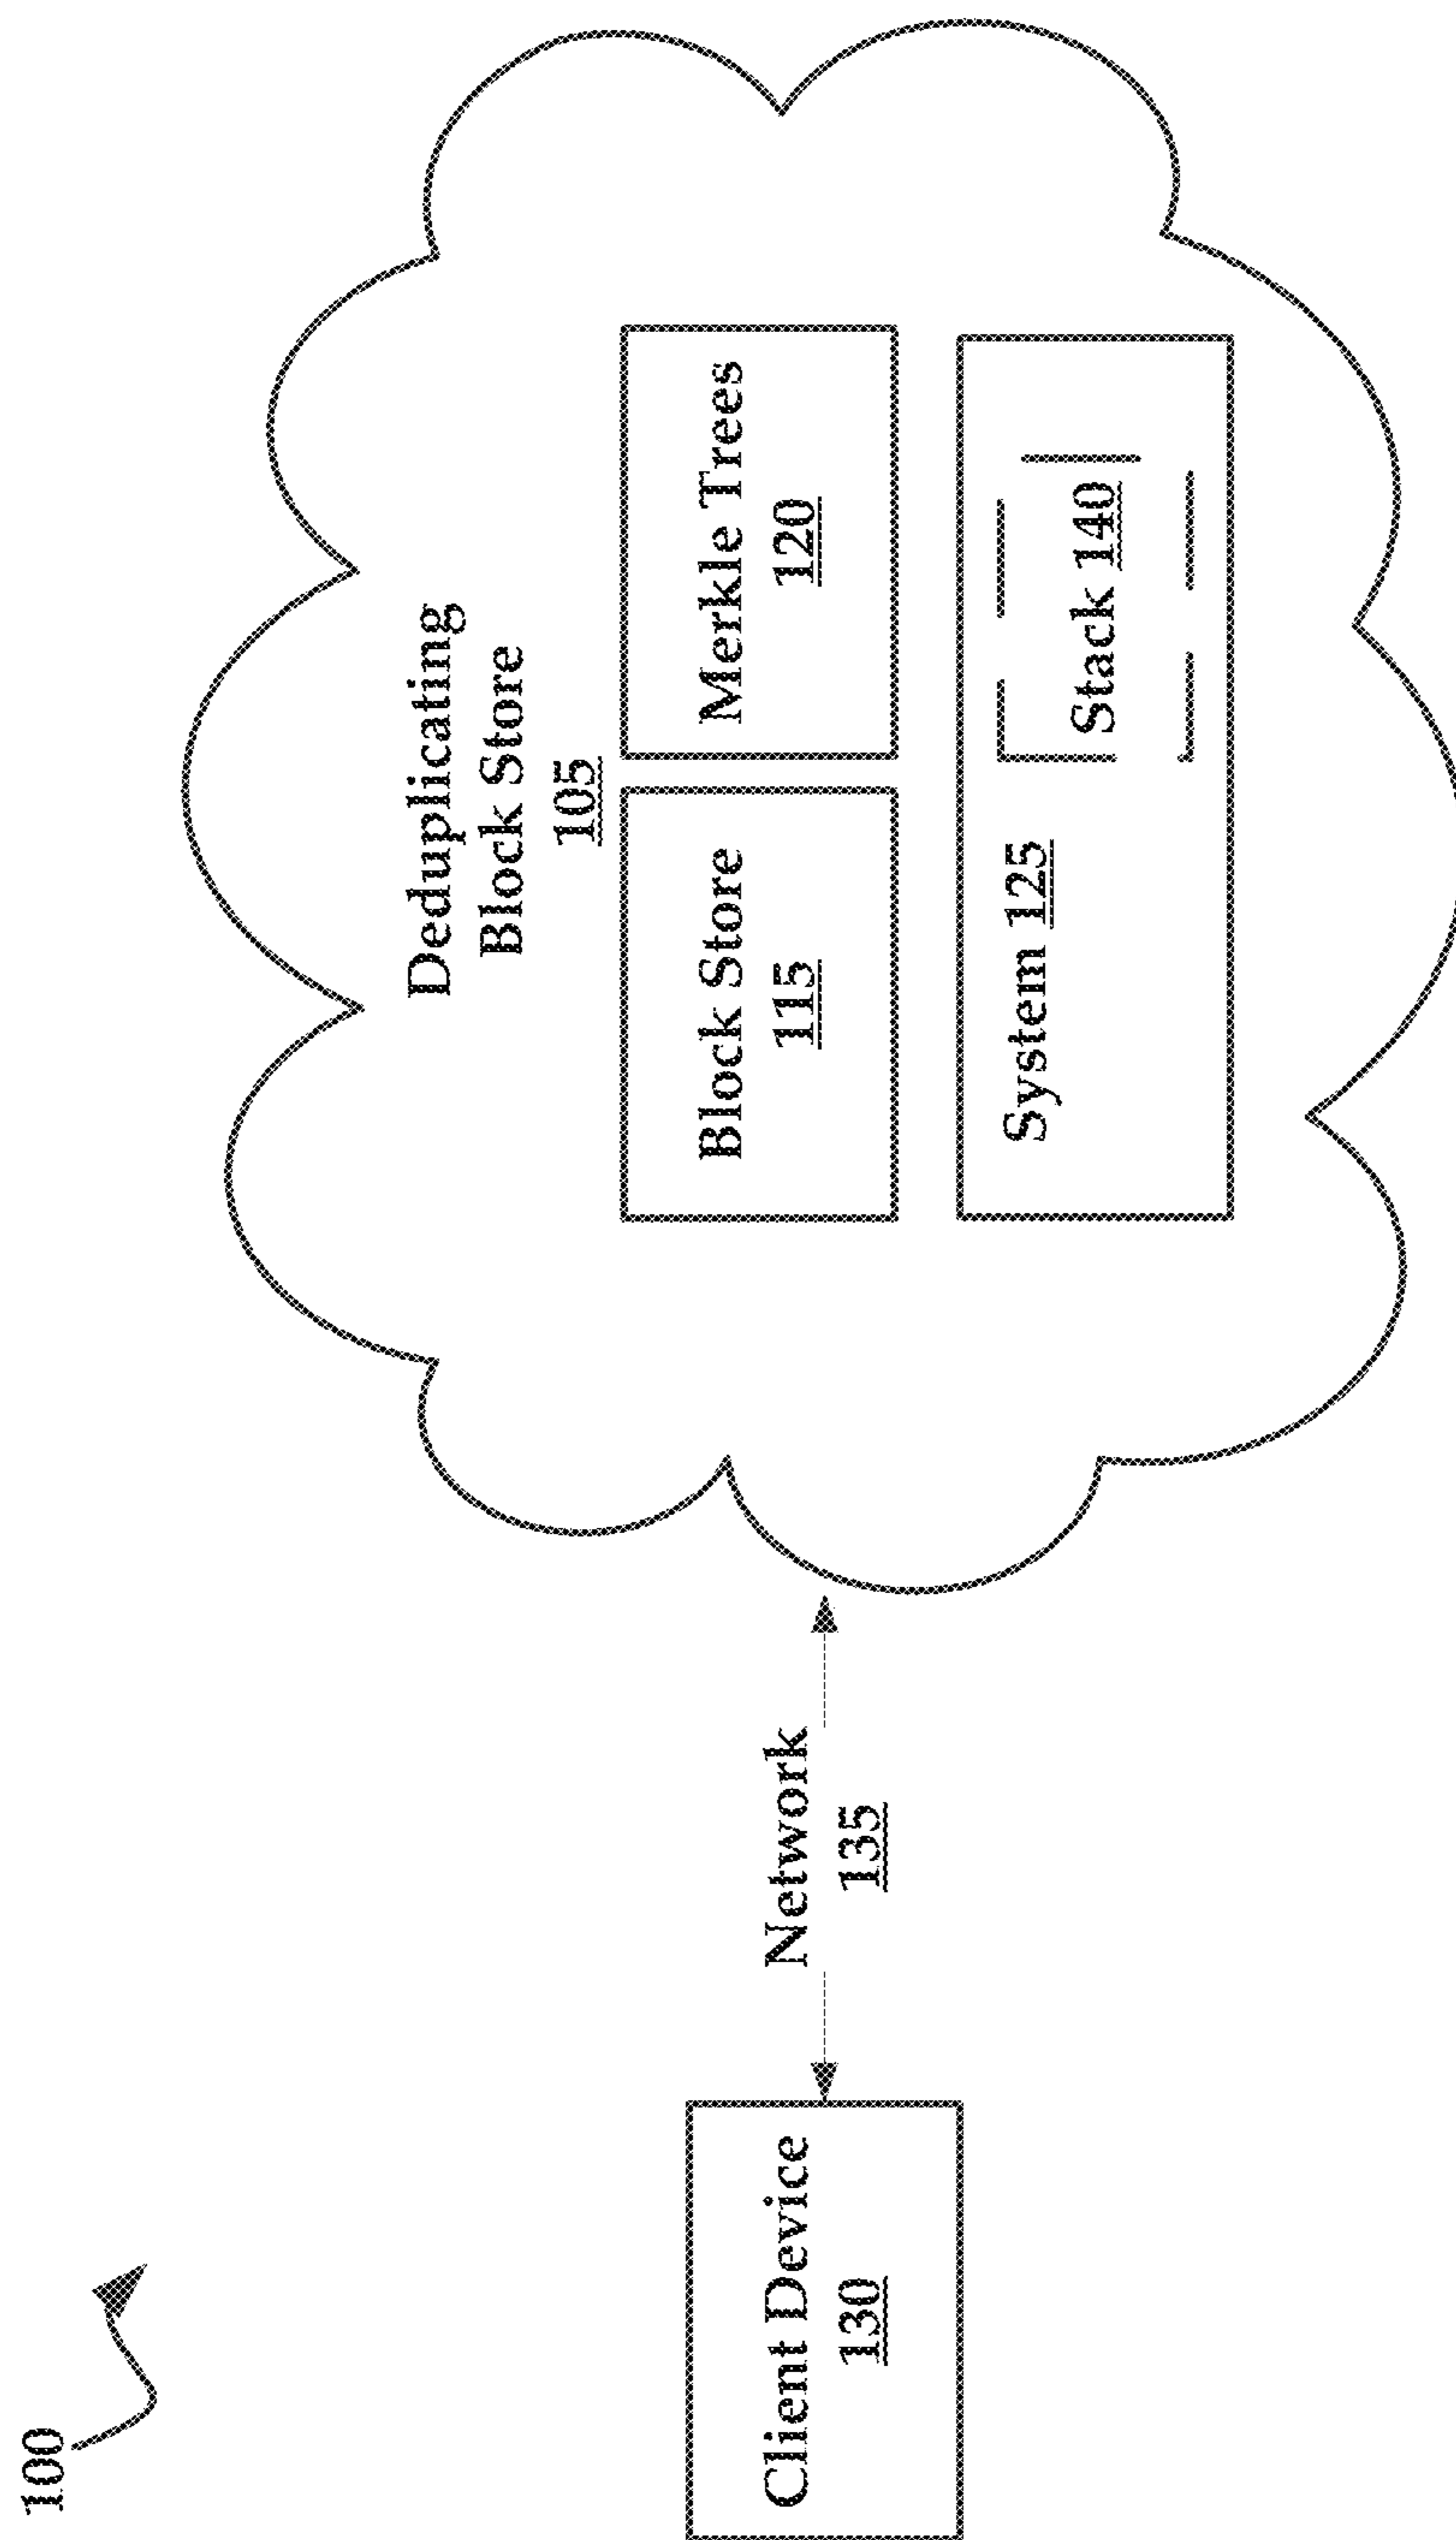 100
Client Device
130
Network
135
Deduplicating
Block Store
105
Block Store
115
Merkle Trees
120
System 125
Stack 140